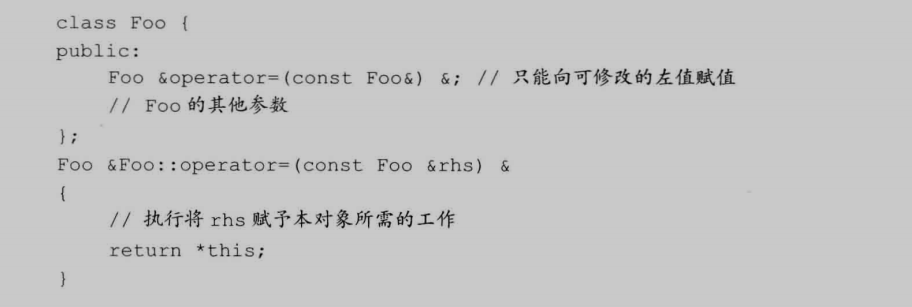 class Foo {
public:
    Foo &operator=(const Foo&) &; // 只能向可修改的左值赋值
    // Foo 的其他参数
};
Foo &Foo::operator=(const Foo &rhs) &
{
    // 执行将 rhs 赋予本对象所需的工作
    return *this;
}